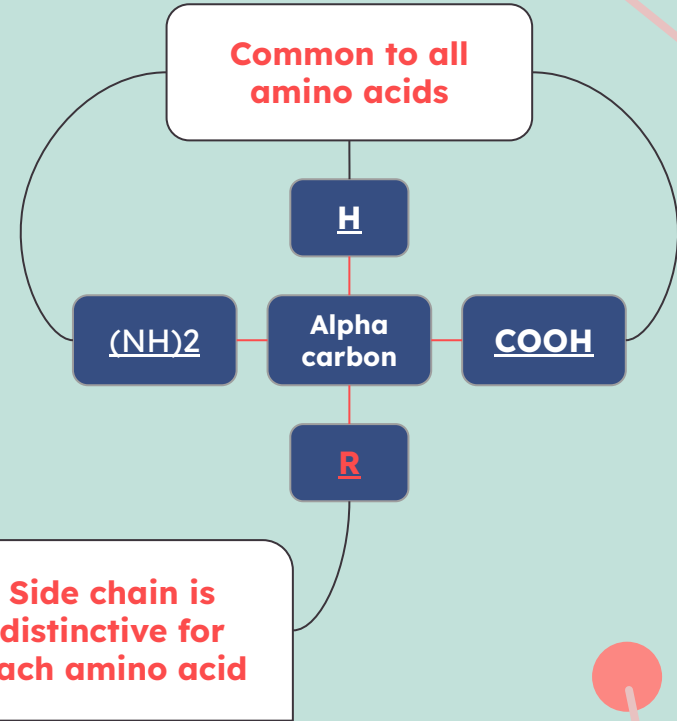 Common to all
amino acids
H
(NH)2
Alpha
carbon
COOH
R
Side chain is
distinctive for
ach amino acid